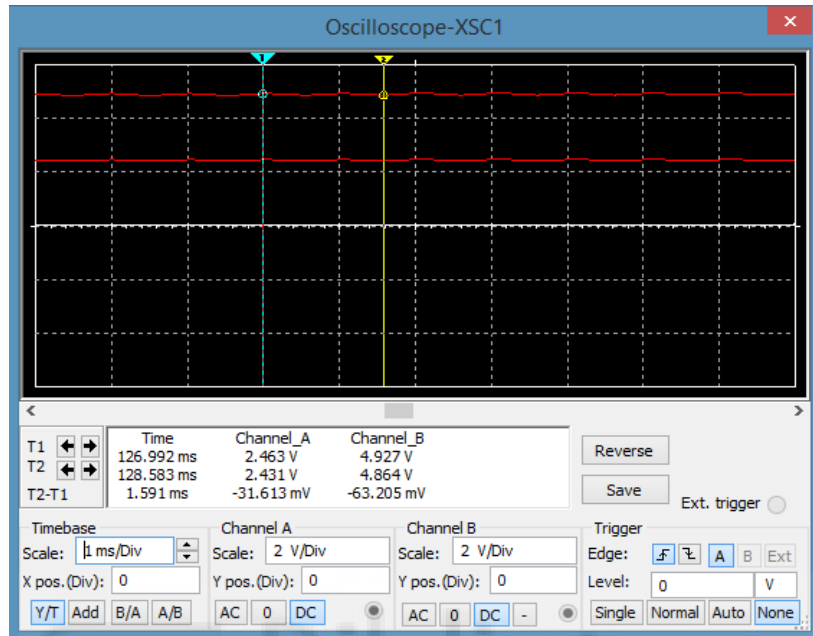 Oscilloscope-XSC1
1
2
T1
T2
T2-T1
Time Channel_A Channel_B
126.992 ms 2.463 V 4.927 V
128.583 ms 2.431 V 4.864 V
1.591 ms -31.613 mV -63.205 mV
Reverse
Save
Ext. trigger
Timebase
Scale: 1 ms/Div
X pos.(Div): 0
Y/T Add B/A A/B
Channel A
Scale: 2 V/Div
Y pos.(Div): 0
AC 0 DC
Channel B
Scale: 2 V/Div
Y pos.(Div): 0
AC 0 DC -
Trigger
Edge: A B Ext
Level: 0 V
Single Normal Auto None